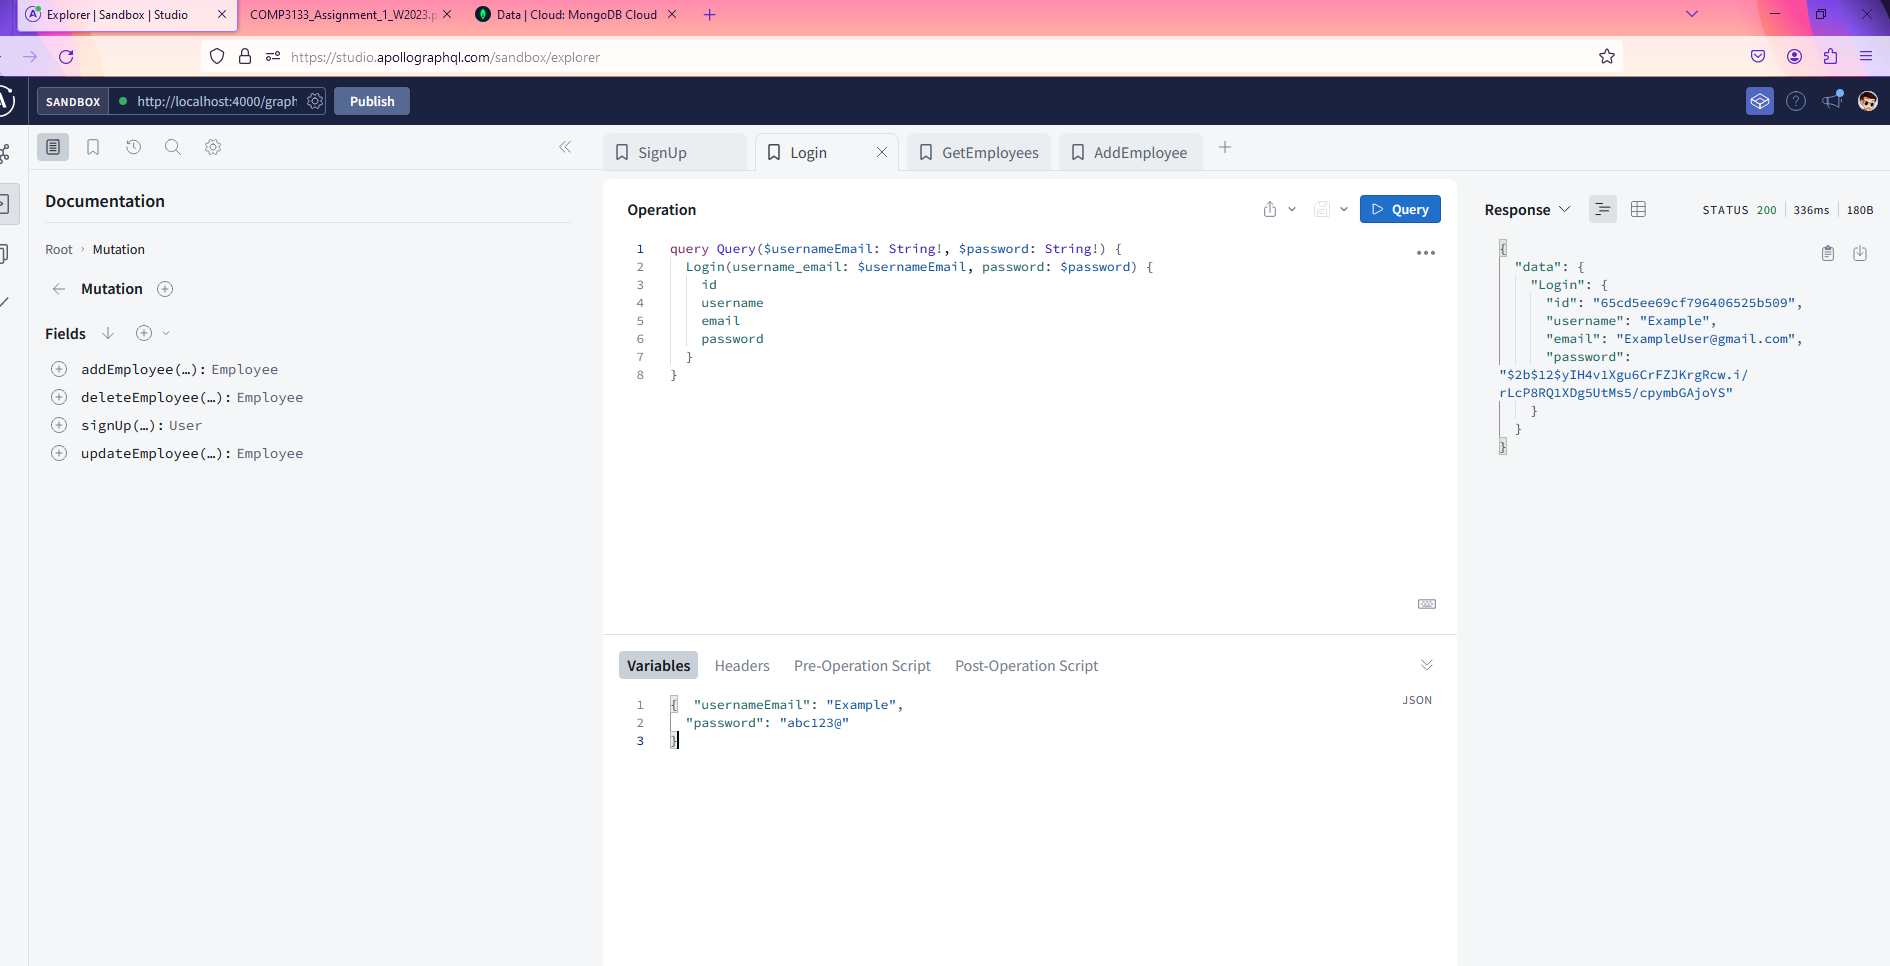 Explorer | Sandbox | Studio
COMP3133_Assignment_1_W2023.p
Data | Cloud: MongoDB Cloud
https://studio.apollographql.com/sandbox/explorer
SANDBOX
http://localhost:4000/graph
Publish
SignUp
Login
GetEmployees
AddEmployee
Documentation
Root › Mutation
Mutation
Fields
addEmployee(…): Employee
deleteEmployee(…): Employee
signUp(…): User
updateEmployee(…): Employee
Operation
Query
1 query Query($usernameEmail: String!, $password: String!) {
2 Login(username_email: $usernameEmail, password: $password) {
3 id
4 username
5 email
6 password
7 }
8 }
Variables Headers Pre-Operation Script Post-Operation Script
JSON
1 { "usernameEmail": "Example",
2 "password": "abc123@"
3 }
Response
STATUS 200 336ms 180B
{
"data": {
"Login": {
"id": "65cd5ee69cf796406525b509",
"username": "Example",
"email": "ExampleUser@gmail.com",
"password":
"$2b$12$yIH4v1Xgu6CrFZJKrgRcw.i/
rLcP8RQ1XDg5UtMs5/cpymbGAjoYS"
}
}
}